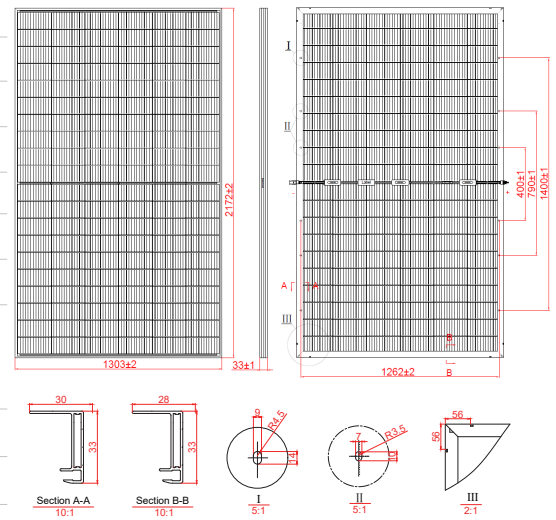 I
II
III
2172±2
400±1
790±1
1400±1
A
A
B
B
1303±2
33±1
1262±2
30
33
Section A-A
10:1
28
33
Section B-B
10:1
9
R4.5
14
I
5:1
7
R3.5
10
II
5:1
56
56
III
2:1